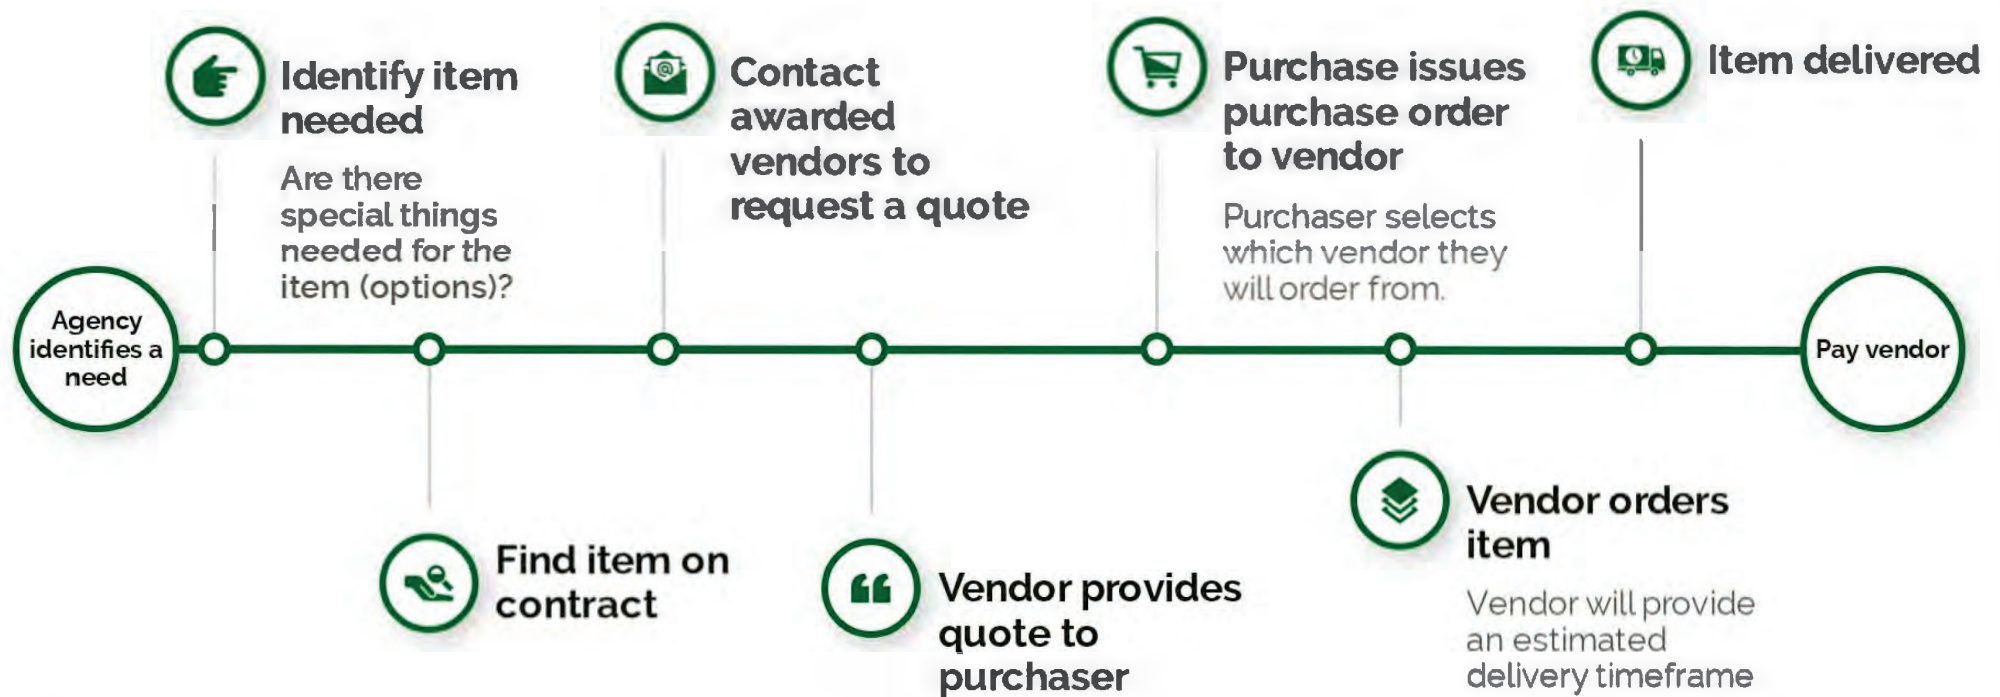 Agency
identifies a
need
Identify item
needed
Are there
special things
needed for the
item (options)?
Find item on
contract
Contact
awarded
vendors to
request a quote
Vendor provides
quote to
purchaser
Purchase issues
purchase order
to vendor
Purchaser selects
which vendor they
will order from.
Vendor orders
item
Vendor will provide
an estimated
delivery timeframe
Item delivered
Pay vendor